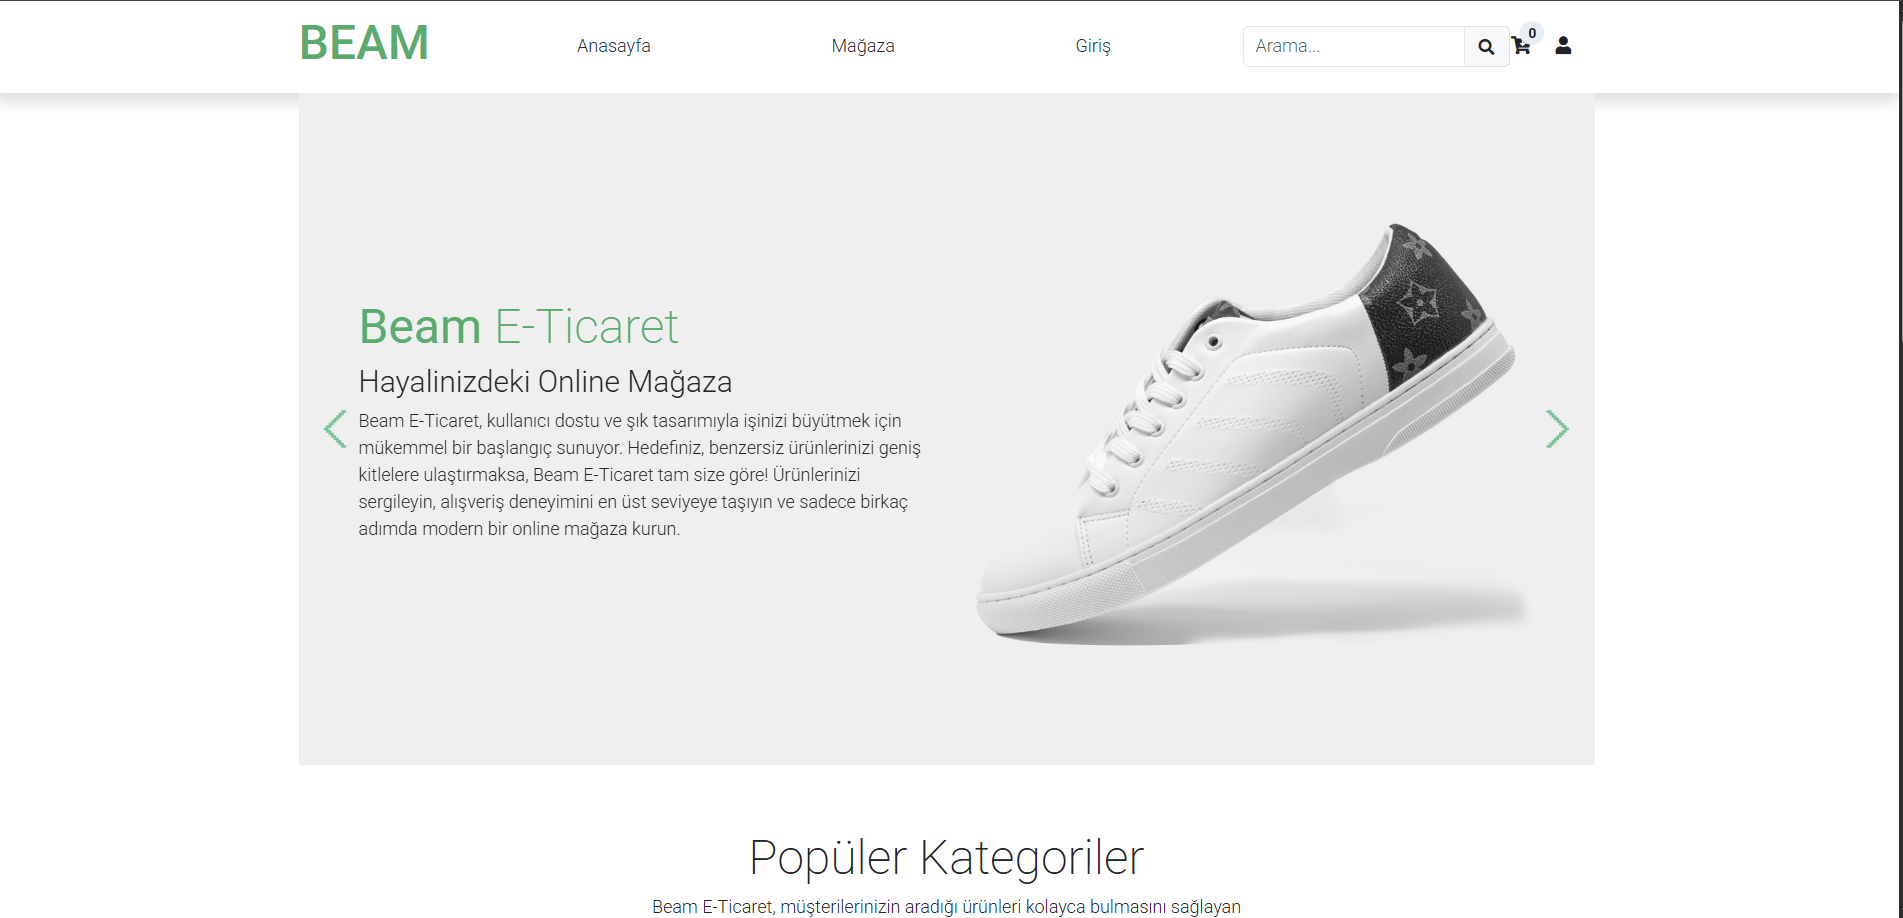 BEAM
Anasayfa
Mağaza
Giriş
Arama...
0
Beam E-Ticaret
Hayalinizdeki Online Mağaza
Beam E-Ticaret, kullanıcı dostu ve şık tasarımıyla işinizi büyütmek için
mükemmel bir başlangıç sunuyor. Hedefiniz, benzersiz ürünlerinizi geniş
kitlelere ulaştırmaksa, Beam E-Ticaret tam size göre! Ürünlerinizi
sergileyin, alışveriş deneyimini en üst seviyeye taşıyın ve sadece birkaç
adımda modern bir online mağaza kurun.
Popüler Kategoriler
Beam E-Ticaret, müşterilerinizin aradığı ürünleri kolayca bulmasını sağlayan